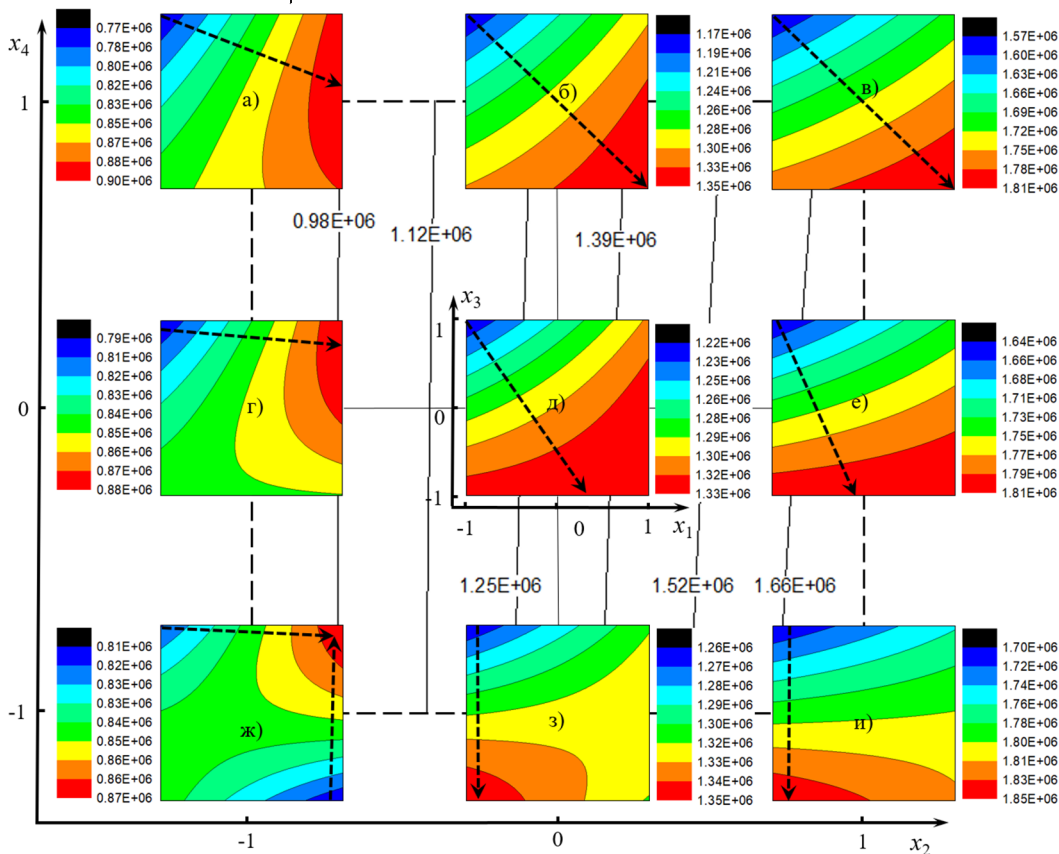 x4
0.77E+06
0.78E+06
0.80E+06
0.82E+06
0.83E+06
0.85E+06
0.87E+06
0.88E+06
0.90E+06
а)
1.17E+06
1.19E+06
1.21E+06
1.24E+06
1.26E+06
1.28E+06
1.30E+06
1.33E+06
1.35E+06
б)
1.57E+06
1.60E+06
1.63E+06
1.66E+06
1.69E+06
1.72E+06
1.75E+06
1.78E+06
1.81E+06
в)
1
0.98E+06
1.12E+06
1.39E+06
0.79E+06
0.81E+06
0.82E+06
0.83E+06
0.84E+06
0.85E+06
0.86E+06
0.87E+06
0.88E+06
г)
x3
1
0
-1
д)
-1
0
1
x1
1.22E+06
1.23E+06
1.25E+06
1.26E+06
1.28E+06
1.29E+06
1.30E+06
1.32E+06
1.33E+06
е)
1.64E+06
1.66E+06
1.68E+06
1.71E+06
1.73E+06
1.75E+06
1.77E+06
1.79E+06
1.81E+06
0
1.25E+06
1.52E+06
1.66E+06
0.81E+06
0.82E+06
0.83E+06
0.83E+06
0.84E+06
0.85E+06
0.86E+06
0.86E+06
0.87E+06
ж)
1.26E+06
1.27E+06
1.28E+06
1.29E+06
1.30E+06
1.32E+06
1.33E+06
1.34E+06
1.35E+06
з)
1.70E+06
1.72E+06
1.74E+06
1.76E+06
1.78E+06
1.80E+06
1.81E+06
1.83E+06
1.85E+06
и)
-1
-1
0
1
x2